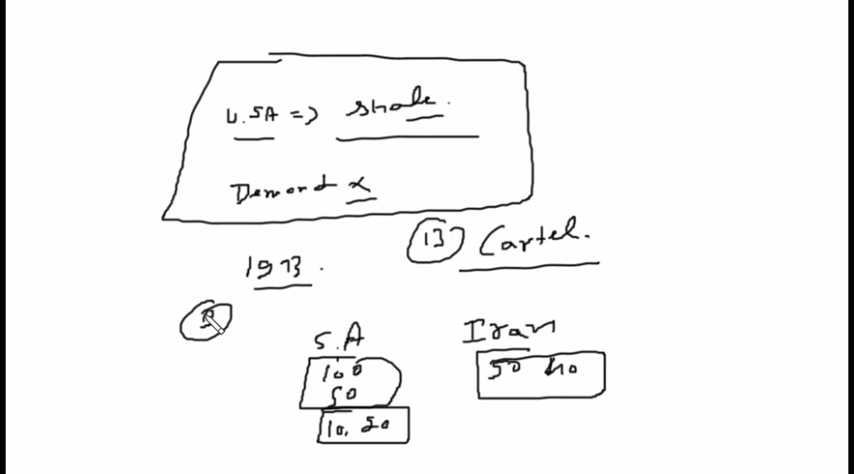 U.SA => shale.
Demand x
13 Cartel.
1973.
S.A
Iran
100
50 40
50
10, 20